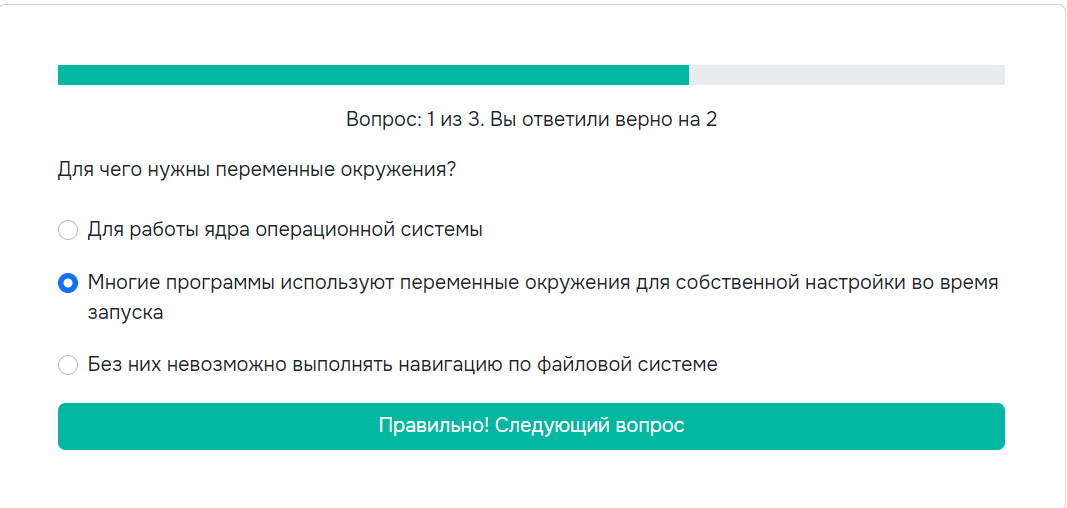 Вопрос: 1 из 3. Вы ответили верно на 2
Для чего нужны переменные окружения?
Для работы ядра операционной системы
Многие программы используют переменные окружения для собственной настройки во время
запуска
Без них невозможно выполнять навигацию по файловой системе
Правильно! Следующий вопрос